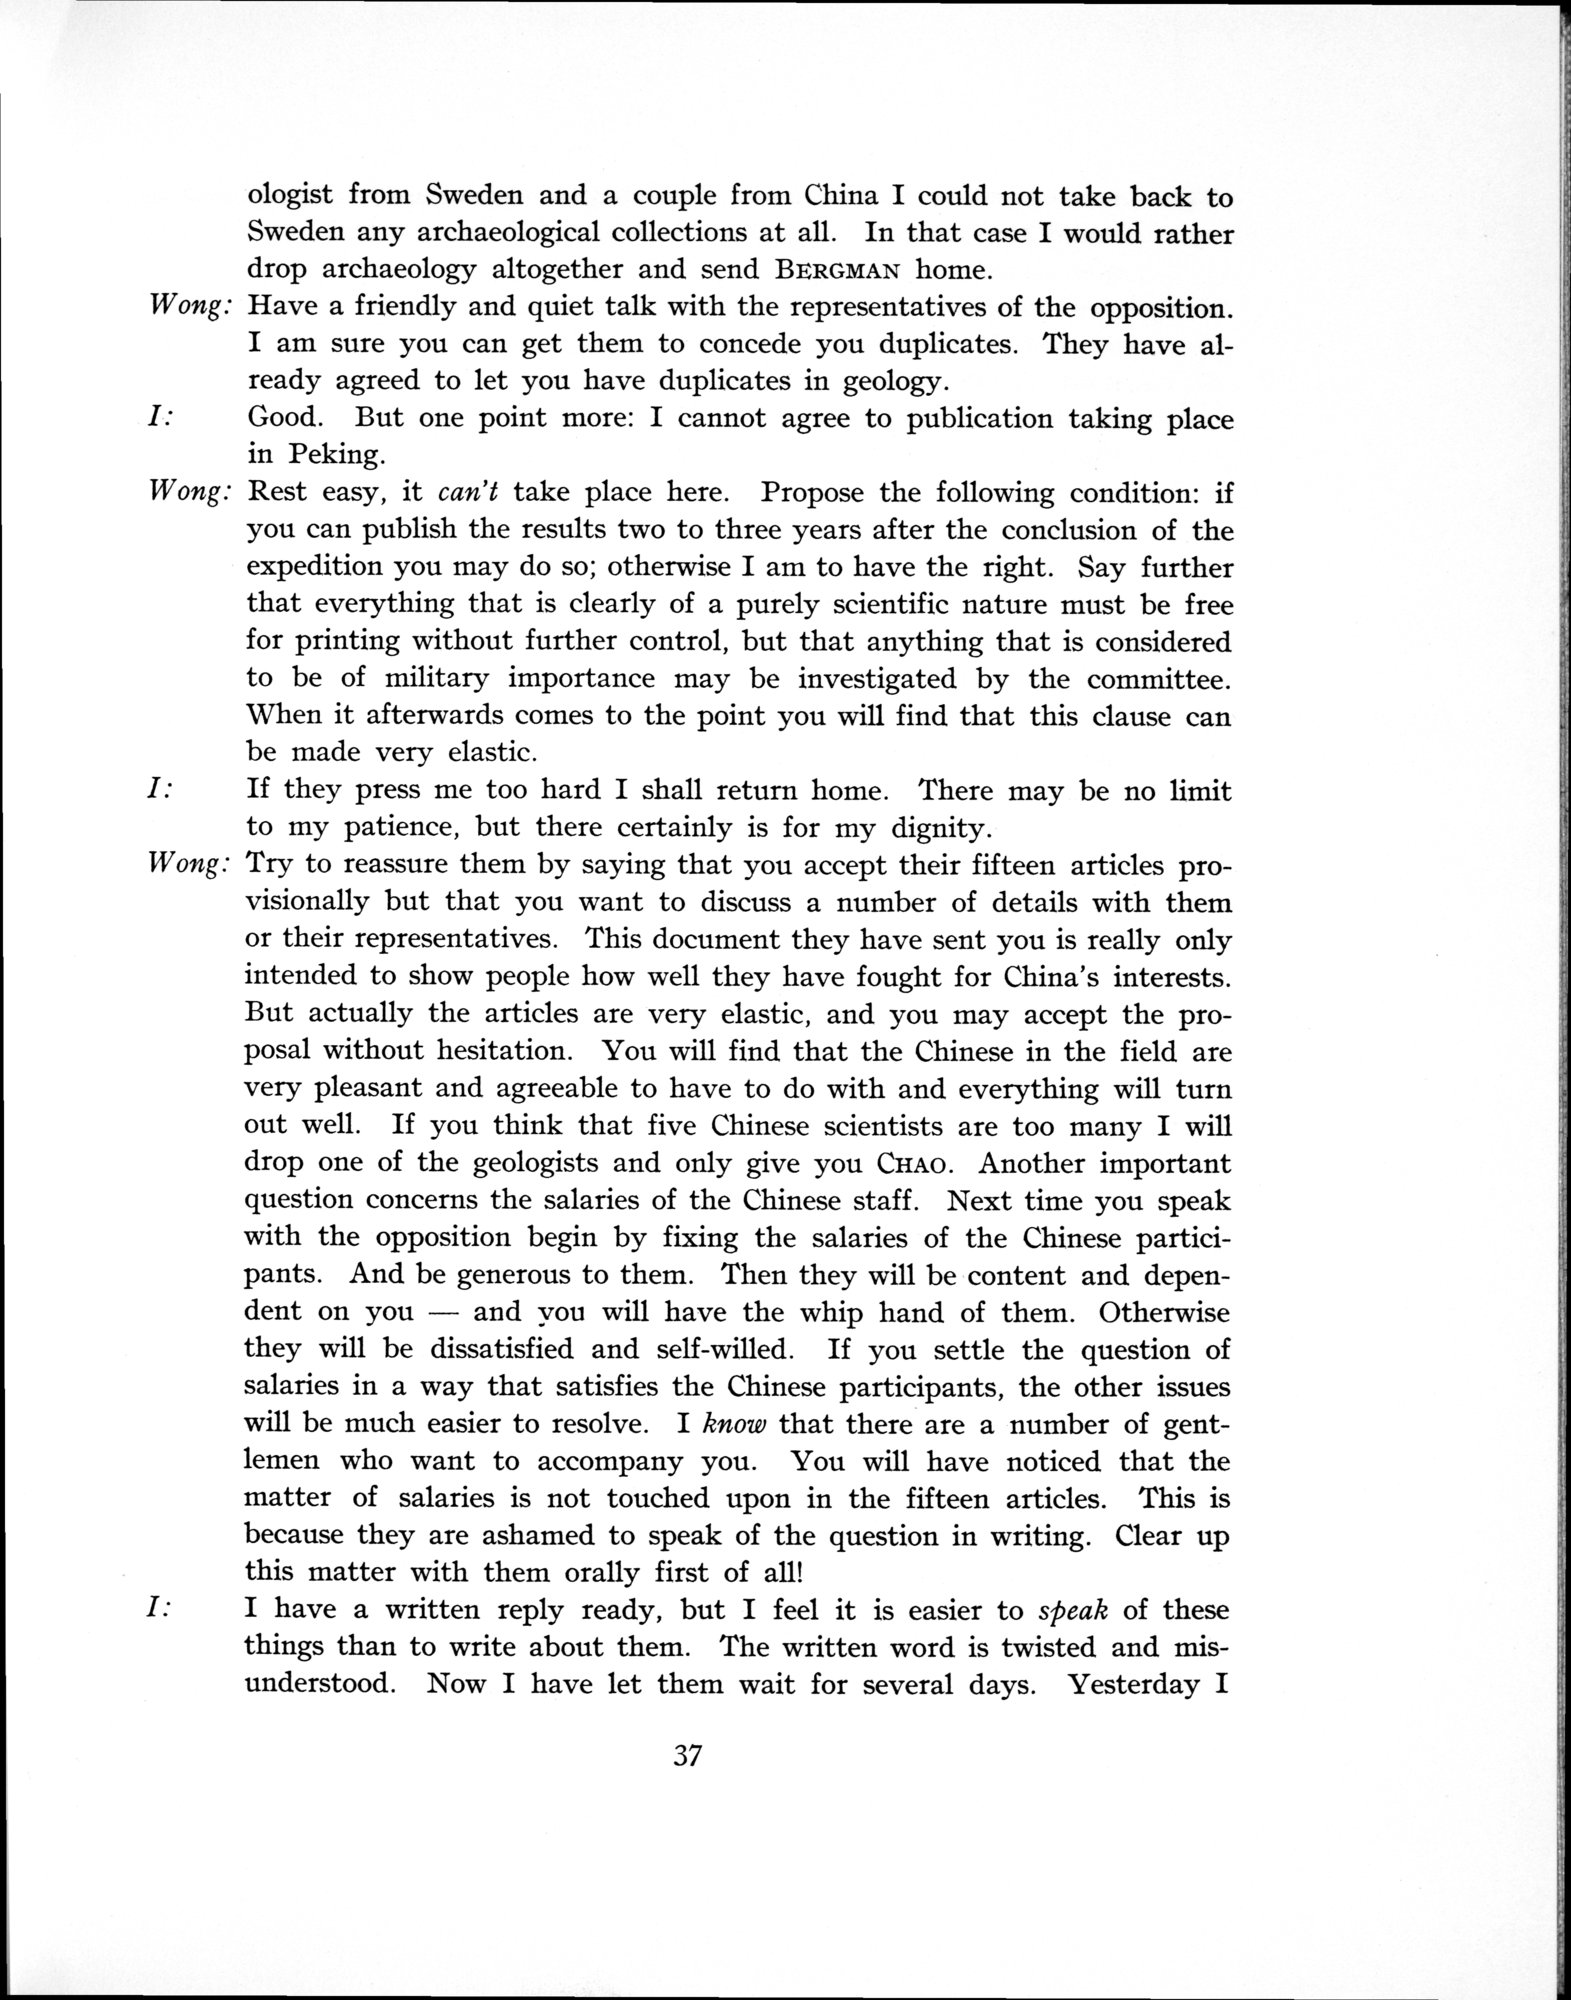 ologist from Sweden and a couple from China I could not take back to
Sweden any archaeological collections at all. In that case I would rather
drop archaeology altogether and send BERGMAN home.
Wong: Have a friendly and quiet talk with the representatives of the opposition.
I am sure you can get them to concede you duplicates. They have al-
ready agreed to let you have duplicates in geology.
I: Good. But one point more: I cannot agree to publication taking place
in Peking.
Wong: Rest easy, it can't take place here. Propose the following condition: if
you can publish the results two to three years after the conclusion of the
expedition you may do so; otherwise I am to have the right. Say further
that everything that is clearly of a purely scientific nature must be free
for printing without further control, but that anything that is considered
to be of military importance may be investigated by the committee.
When it afterwards comes to the point you will find that this clause can
be made very elastic.
I: If they press me too hard I shall return home. There may be no limit
to my patience, but there certainly is for my dignity.
Wong: Try to reassure them by saying that you accept their fifteen articles pro-
visionally but that you want to discuss a number of details with them
or their representatives. This document they have sent you is really only
intended to show people how well they have fought for China's interests.
But actually the articles are very elastic, and you may accept the pro-
posal without hesitation. You will find that the Chinese in the field are
very pleasant and agreeable to have to do with and everything will turn
out well. If you think that five Chinese scientists are too many I will
drop one of the geologists and only give you CHAO. Another important
question concerns the salaries of the Chinese staff. Next time you speak
with the opposition begin by fixing the salaries of the Chinese partici-
pants. And be generous to them. Then they will be content and depen-
dent on you — and you will have the whip hand of them. Otherwise
they will be dissatisfied and self-willed. If you settle the question of
salaries in a way that satisfies the Chinese participants, the other issues
will be much easier to resolve. I know that there are a number of gent-
lemen who want to accompany you. You will have noticed that the
matter of salaries is not touched upon in the fifteen articles. This is
because they are ashamed to speak of the question in writing. Clear up
this matter with them orally first of all!
I: I have a written reply ready, but I feel it is easier to speak of these
things than to write about them. The written word is twisted and mis-
understood. Now I have let them wait for several days. Yesterday I
37